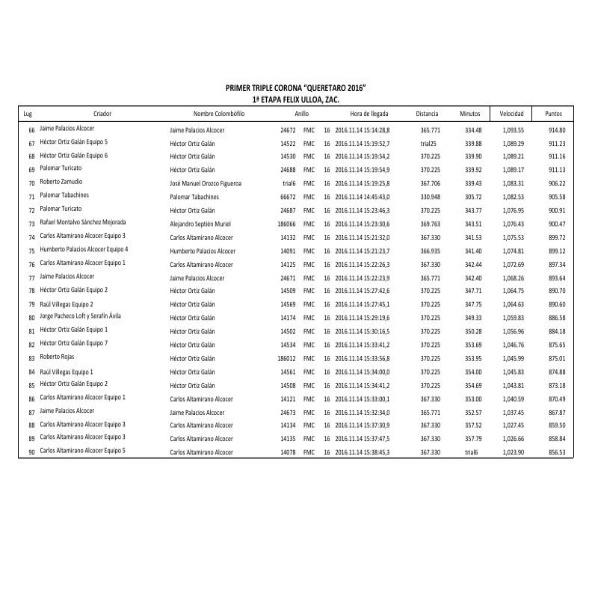 PRIMER TRIPLE CORONA "QUERETARO 2016"
1ª ETAPA FELIX ULLOA, ZAC.
Lug Criador Nombre Colombófilo Anillo Hora de llegada Distancia Minutos Velocidad Puntos
66 Jaime Palacios Alcocer Jaime Palacios Alcocer 24672 FMC 16 2016.11.14 15:14:28,8 365.771 334.48 1,093.55 914.80
67 Héctor Ortiz Galán Equipo 5 Héctor Ortiz Galán 14522 FMC 16 2016.11.14 15:19:52,7 trial25 339.88 1,089.29 911.23
68 Héctor Ortiz Galán Equipo 6 Héctor Ortiz Galán 14530 FMC 16 2016.11.14 15:19:54,2 370.225 339.90 1,089.21 911.16
69 Palomar Turicato Héctor Ortiz Galán 24688 FMC 16 2016.11.14 15:19:54,9 370.225 339.92 1,089.17 911.13
70 Roberto Zamudio José Manuel Orozco Figueroa trial6 FMC 16 2016.11.14 15:19:25,8 367.706 339.43 1,083.31 906.22
71 Palomar Tabachines Palomar Tabachines 66672 FMC 16 2016.11.14 14:45:43,0 330.948 305.72 1,082.53 905.58
72 Palomar Turicato Héctor Ortiz Galán 24687 FMC 16 2016.11.14 15:23:46,3 370.225 343.77 1,076.95 900.91
73 Rafael Montalvo Sánchez Mejorada Alejandro Septién Muriel 186066 FMC 16 2016.11.14 15:23:30,6 369.763 343.51 1,076.43 900.47
74 Carlos Altamirano Alcocer Equipo 3 Carlos Altamirano Alcocer 14132 FMC 16 2016.11.14 15:21:32,0 367.330 341.53 1,075.53 899.72
75 Humberto Palacios Alcocer Equipo 4 Humberto Palacios Alcocer 14091 FMC 16 2016.11.14 15:21:23,7 366.935 341.40 1,074.81 899.12
76 Carlos Altamirano Alcocer Equipo 1 Carlos Altamirano Alcocer 14125 FMC 16 2016.11.14 15:22:26,3 367.330 342.44 1,072.69 897.34
77 Jaime Palacios Alcocer Jaime Palacios Alcocer 24671 FMC 16 2016.11.14 15:22:23,9 365.771 342.40 1,068.26 893.64
78 Héctor Ortiz Galán Equipo 2 Héctor Ortiz Galán 14509 FMC 16 2016.11.14 15:27:42,6 370.225 347.71 1,064.75 890.70
79 Raúl Villegas Equipo 2 Héctor Ortiz Galán 14569 FMC 16 2016.11.14 15:27:45,1 370.225 347.75 1,064.63 890.60
80 Jorge Pacheco Loft y Serafín Ávila Héctor Ortiz Galán 14174 FMC 16 2016.11.14 15:29:19,6 370.225 349.33 1,059.83 886.58
81 Héctor Ortiz Galán Equipo 1 Héctor Ortiz Galán 14502 FMC 16 2016.11.14 15:30:16,5 370.225 350.28 1,056.96 884.18
82 Héctor Ortiz Galán Equipo 7 Héctor Ortiz Galán 14534 FMC 16 2016.11.14 15:33:41,2 370.225 353.69 1,046.76 875.65
83 Roberto Rojas Héctor Ortiz Galán 186012 FMC 16 2016.11.14 15:33:56,8 370.225 353.95 1,045.99 875.01
84 Raúl Villegas Equipo 1 Héctor Ortiz Galán 14561 FMC 16 2016.11.14 15:34:00,0 370.225 354.00 1,045.83 874.88
85 Héctor Ortiz Galán Equipo 2 Héctor Ortiz Galán 14508 FMC 16 2016.11.14 15:34:41,2 370.225 354.69 1,043.81 873.18
86 Carlos Altamirano Alcocer Equipo 1 Carlos Altamirano Alcocer 14121 FMC 16 2016.11.14 15:33:00,1 367.330 353.00 1,040.59 870.49
87 Jaime Palacios Alcocer Jaime Palacios Alcocer 24673 FMC 16 2016.11.14 15:32:34,0 365.771 352.57 1,037.45 867.87
88 Carlos Altamirano Alcocer Equipo 3 Carlos Altamirano Alcocer 14134 FMC 16 2016.11.14 15:37:30,9 367.330 357.52 1,027.45 859.50
89 Carlos Altamirano Alcocer Equipo 3 Carlos Altamirano Alcocer 14135 FMC 16 2016.11.14 15:37:47,5 367.330 357.79 1,026.66 858.84
90 Carlos Altamirano Alcocer Equipo 5 Carlos Altamirano Alcocer 14078 FMC 16 2016.11.14 15:38:45,3 367.330 trial6 1,023.90 856.53